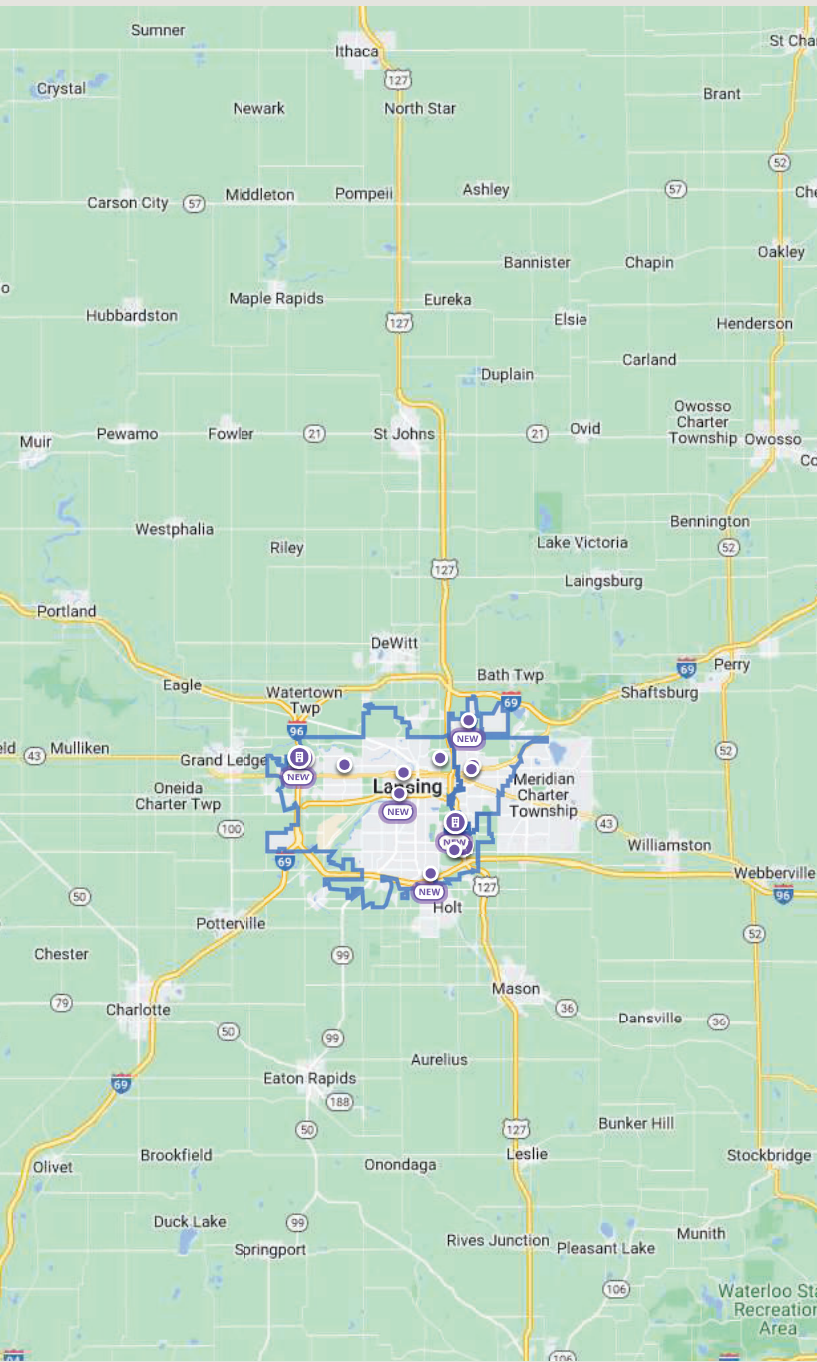 Sumner
Ithaca
St Cha
127
Crystal
Newark
North Star
Brant
52
Carson City
57
Middleton
Pompeii
Ashley
57
Che
Oakley
Bannister
Chapin
o
Maple Rapids
Eureka
Hubbardston
127
Elsie
Henderson
Carland
Duplain
Owosso
Charter
Township
Owosso
Muir
Pewamo
Fowler
21
St Johns
21
Ovid
Co
Westphalia
Bennington
Riley
Lake Victoria
52
127
Laingsburg
Portland
DeWitt
Perry
69
Eagle
Watertown
Twp
Bath Twp
69
Shaftsburg
96
NEW
eld
43
Mulliken
Grand Ledge
52
NEW
Lansing
Meridian
Charter
Township
Oneida
Charter Twp
NEW
100
43
NEW
Williamston
69
Webberville
NEW
127
96
50
Holt
Potterville
52
Chester
99
Mason
79
Charlotte
36
Dansville
36
50
99
Aurelius
Eaton Rapids
69
188
50
127
Bunker Hill
Brookfield
Leslie
Stockbridge
Olivet
Onondaga
Duck Lake
99
Munith
Springport
Rives Junction
Pleasant Lake
106
Waterloo Sta
Recreation
Area
106